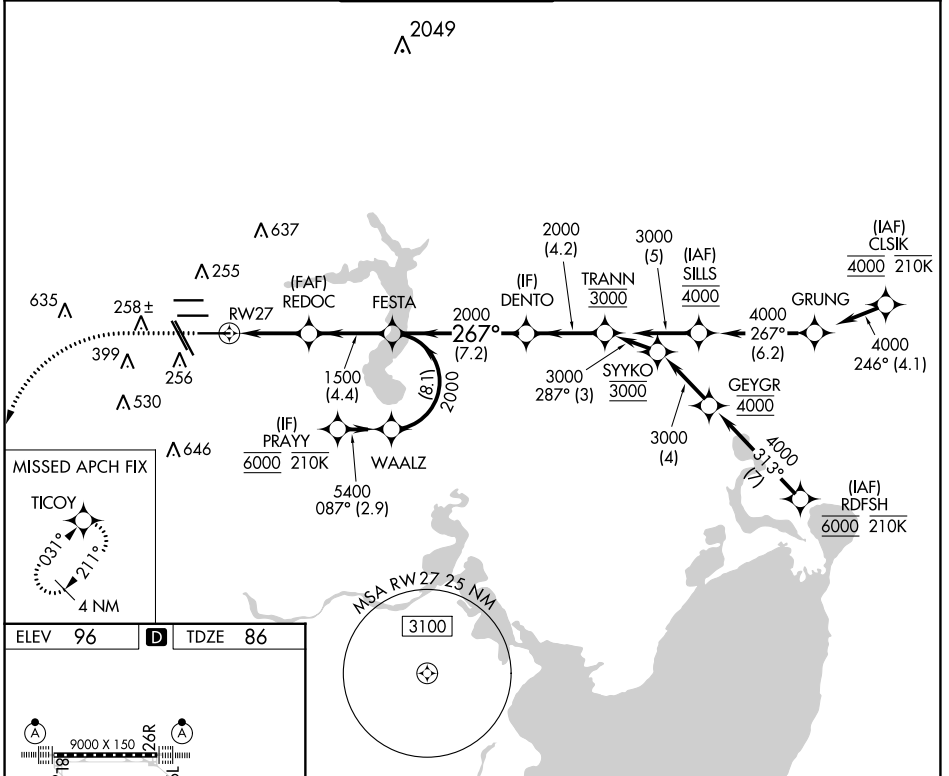 2049
637
255
635
258±
399
256
530
646
RW27
(FAF)
REDOC
FESTA
1500
(4.4)
(IF)
PRAYY
6000 210K
5400
087° (2.9)
WAALZ
(8.1)
2000
2000
267°
(7.2)
(IF)
DENTO
2000
(4.2)
TRANN
3000
3000
(5)
(IAF)
SILLS
4000
4000
267°
(6.2)
GRUNG
(IAF)
CLSIK
4000 210K
4000
246° (4.1)
3000
287° (3)
SYYKO
3000
GEYGR
4000
3000
(4)
4000
313°
(7)
(IAF)
RDFSH
6000 210K
MISSED APCH FIX
TICOY
031°
211°
4 NM
MSA RW27 25 NM
3100
ELEV 96 D TDZE 86
A
A
9000 X 150
26R